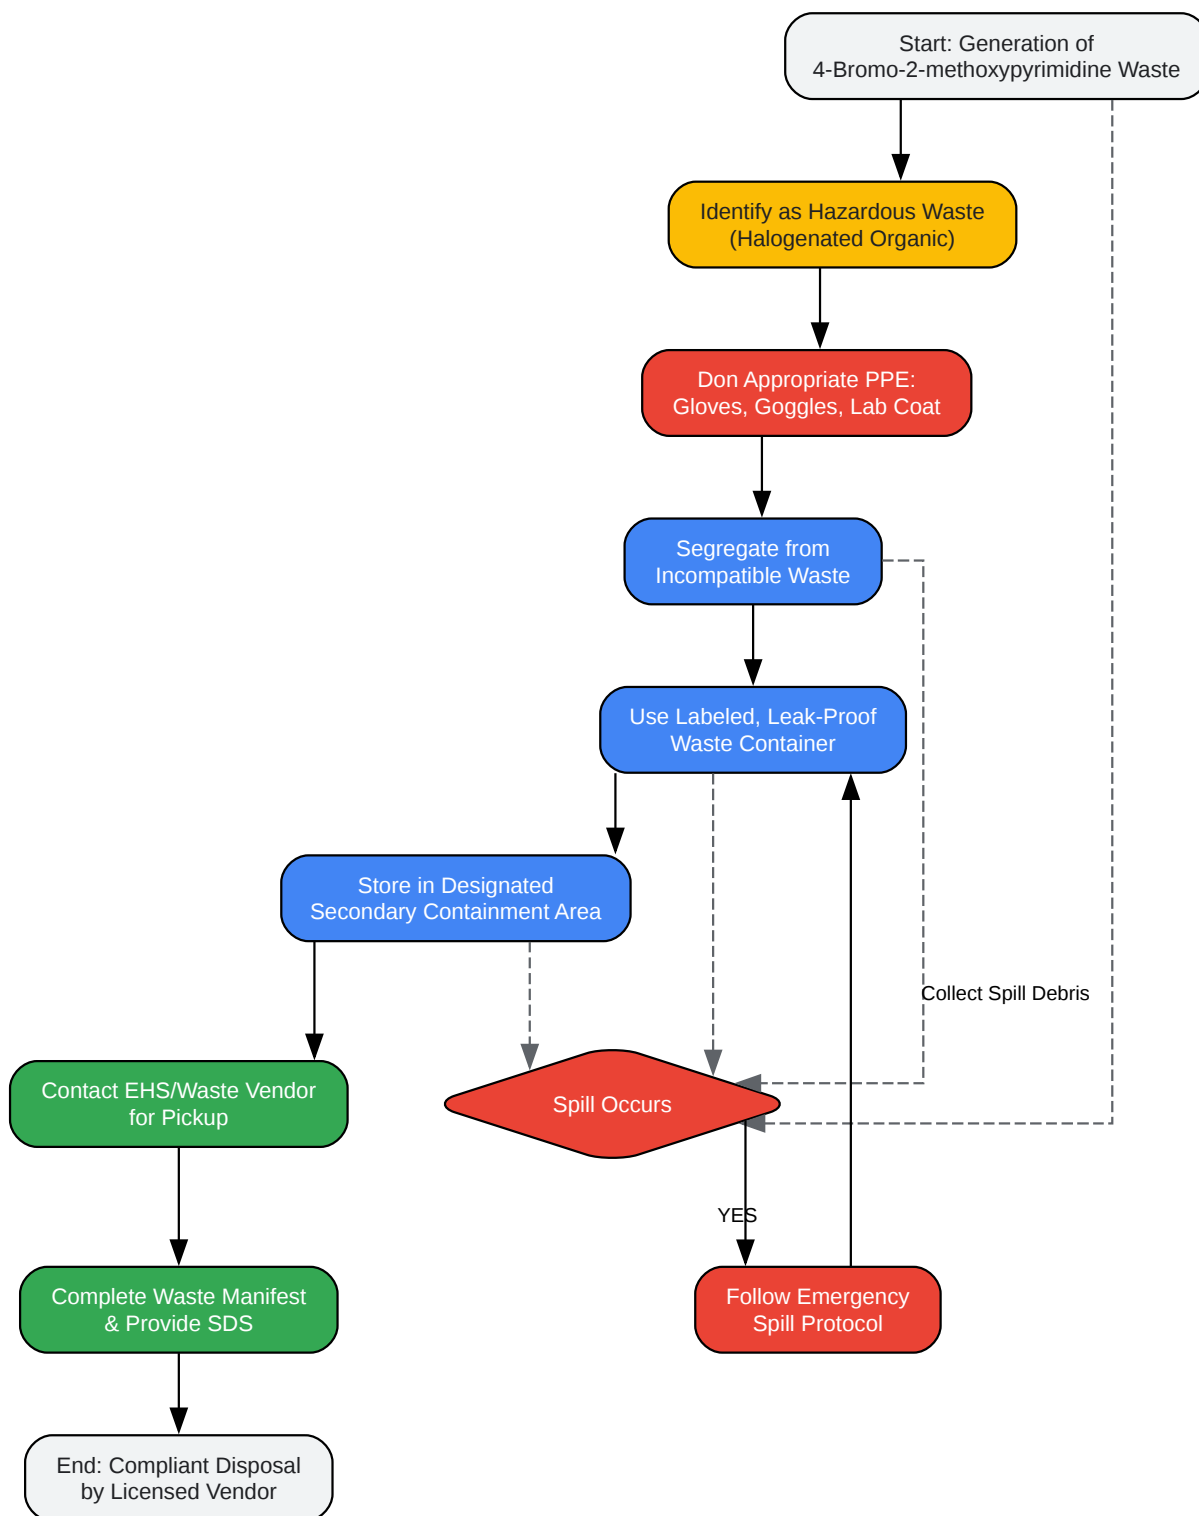 Start: Generation of
4-Bromo-2-methoxypyrimidine Waste
Identify as Hazardous Waste
(Halogenated Organic)
Don Appropriate PPE:
Gloves, Goggles, Lab Coat
Segregate from
Incompatible Waste
Use Labeled, Leak-Proof
Waste Container
Store in Designated
Secondary Containment Area
Collect Spill Debris
Contact EHS/Waste Vendor
for Pickup
Spill Occurs
YES
Complete Waste Manifest
& Provide SDS
Follow Emergency
Spill Protocol
End: Compliant Disposal
by Licensed Vendor